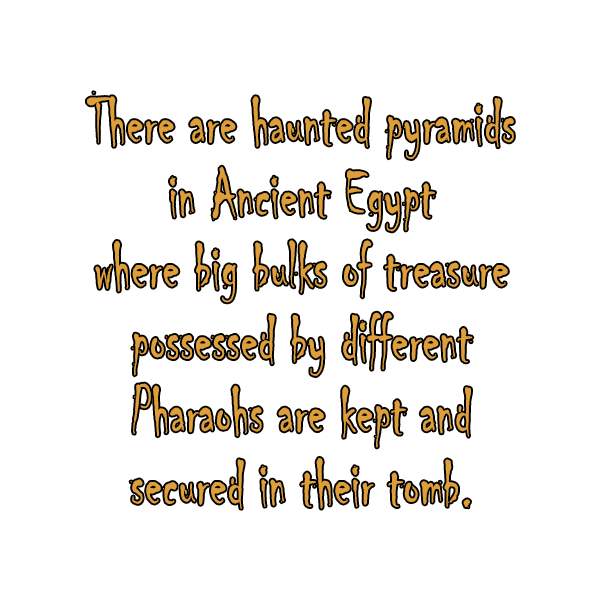 There are haunted pyramids
in Ancient Egypt
where big bulks of treasure
possessed by different
Pharaohs are kept and
secured in their tomb.